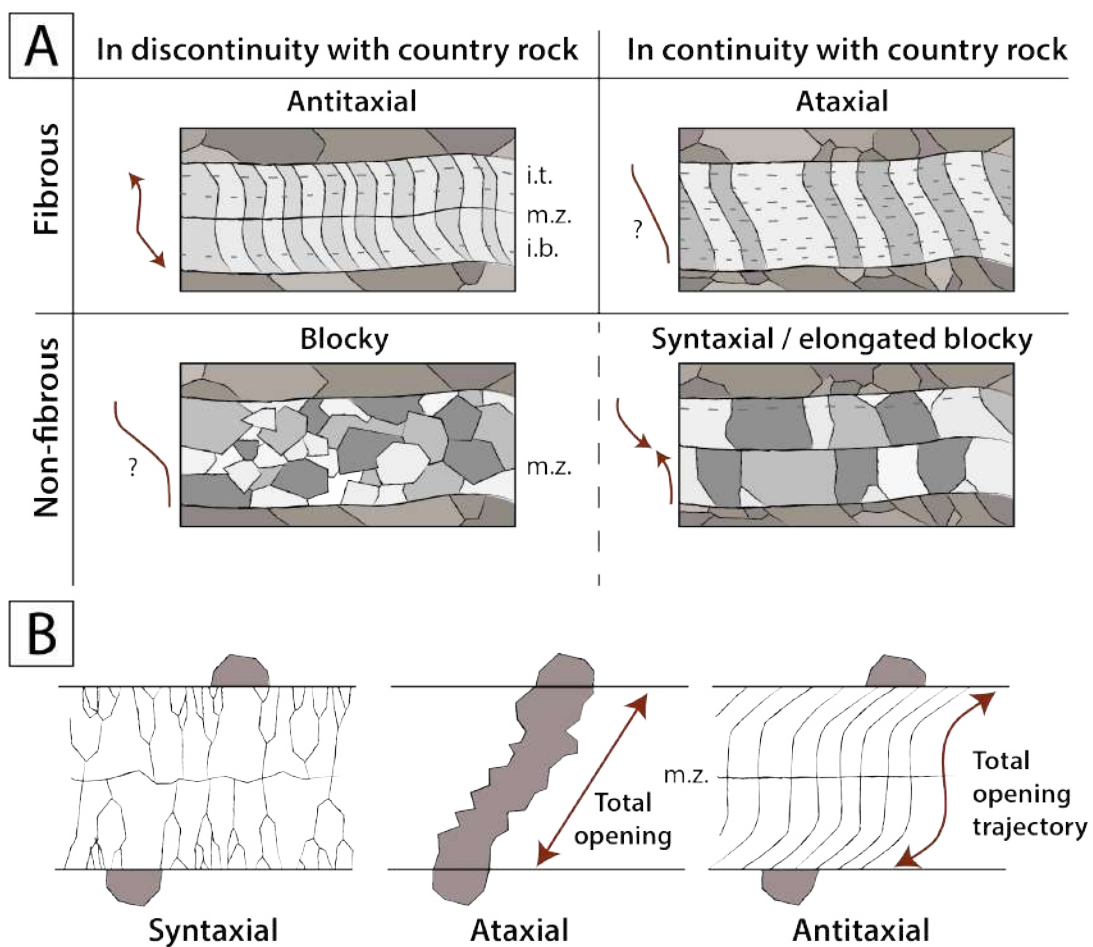 A
In discontinuity with country rock
In continuity with country rock
Fibrous
Antitaxial
i.t.
m.z.
i.b.
Ataxial
?
Non-fibrous
Blocky
?
m.z.
Syntaxial / elongated blocky
B
Syntaxial
Total
opening
Ataxial
m.z.
Total
opening
trajectory
Antitaxial